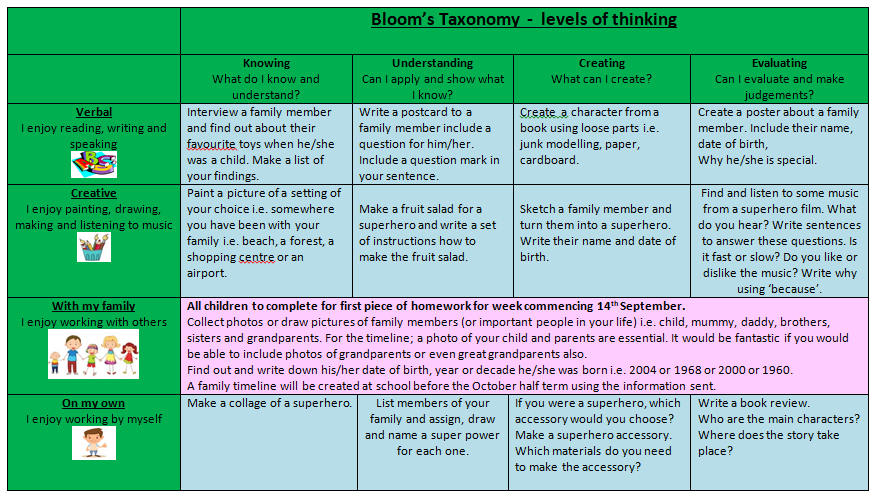 Bloom's Taxonomy - levels of thinking
Knowing
What do I know and
understand?
Understanding
Can I apply and show what
I know?
Creating
What can I create?
Evaluating
Can I evaluate and make
judgements?
Verbal
I enjoy reading, writing and
speaking
Interview a family member
and find out about their
favourite toys when he/she
was a child. Make a list of
your findings.
Write a postcard to a
family member include a
question for him/her.
Include a question mark in
your sentence.
Create a character from a
book using loose parts i.e.
junk modelling, paper,
cardboard.
Create a poster about a family
member. Include their name,
date of birth,
Why he/she is special.
Creative
I enjoy painting, drawing,
making and listening to music
Paint a picture of a setting of
your choice i.e. somewhere
you have been with your
family i.e. beach, a forest, a
shopping centre or an
airport.
Make a fruit salad for a
superhero and write a set
of instructions how to
make the fruit salad.
Sketch a family member and
turn them into a superhero.
Write their name and date of
birth.
Find and listen to some music
from a superhero film. What
do you hear? Write sentences
to answer these questions. Is
it fast or slow? Do you like or
dislike the music? Write why
using 'because'.
With my family
I enjoy working with others
All children to complete for first piece of homework for week commencing 14th September.
Collect photos or draw pictures of family members (or important people in your life) i.e. child, mummy, daddy, brothers,
sisters and grandparents. For the timeline; a photo of your child and parents are essential. It would be fantastic if you would
be able to include photos of grandparents or even great grandparents also.
Find out and write down his/her date of birth, year or decade he/she was born i.e. 2004 or 1968 or 2000 or 1960.
A family timeline will be created at school before the October half term using the information sent.
On my own
I enjoy working by myself
Make a collage of a superhero.
List members of your
family and assign, draw
and name a super power
for each one.
If you were a superhero, which
accessory would you choose?
Make a superhero accessory.
Which materials do you need
to make the accessory?
Write a book review.
Who are the main characters?
Where does the story take
place?